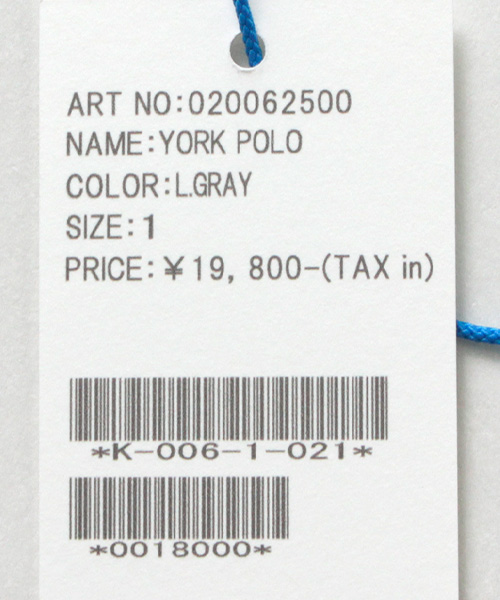 ART NO:020062500
NAME:YORK POLO
COLOR:L.GRAY
SIZE:1
PRICE:¥19, 800-(TAX in)
*K-006-1-021*
*0018000*